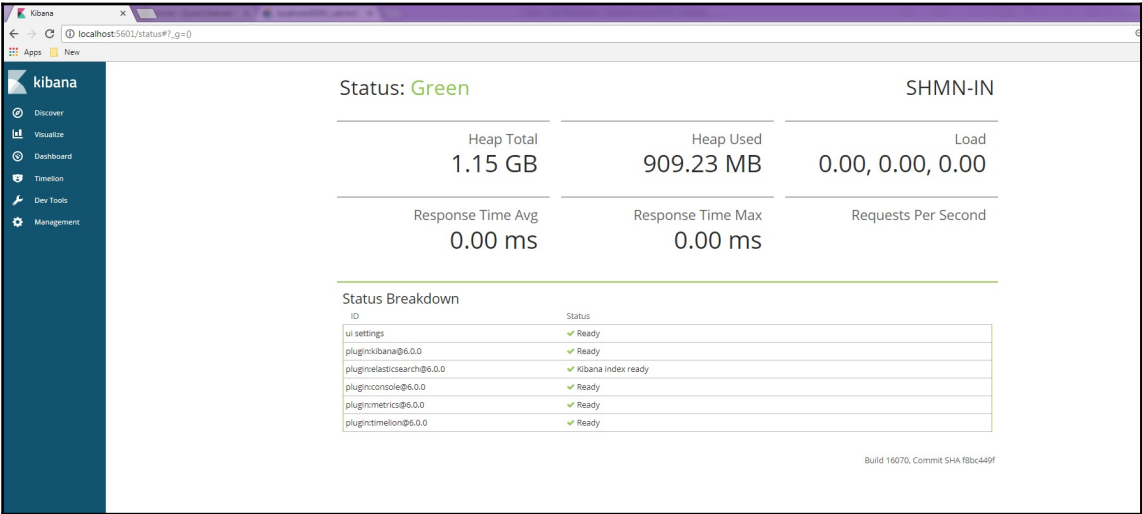 Kibana
localhost:5601/status#?_g=()
Apps New
kibana
Discover
Visualize
Dashboard
Timelion
Dev Tools
Management
Status: Green SHMN-IN
Heap Total Heap Used Load
1.15 GB 909.23 MB 0.00, 0.00, 0.00
Response Time Avg Response Time Max Requests Per Second
0.00 ms 0.00 ms
Status Breakdown
ID Status
ui settings Ready
plugin:kibana@6.0.0 Ready
plugin:elasticsearch@6.0.0 Kibana index ready
plugin:console@6.0.0 Ready
plugin:metrics@6.0.0 Ready
plugin:timelion@6.0.0 Ready
Build 16070, Commit SHA f8bc449f